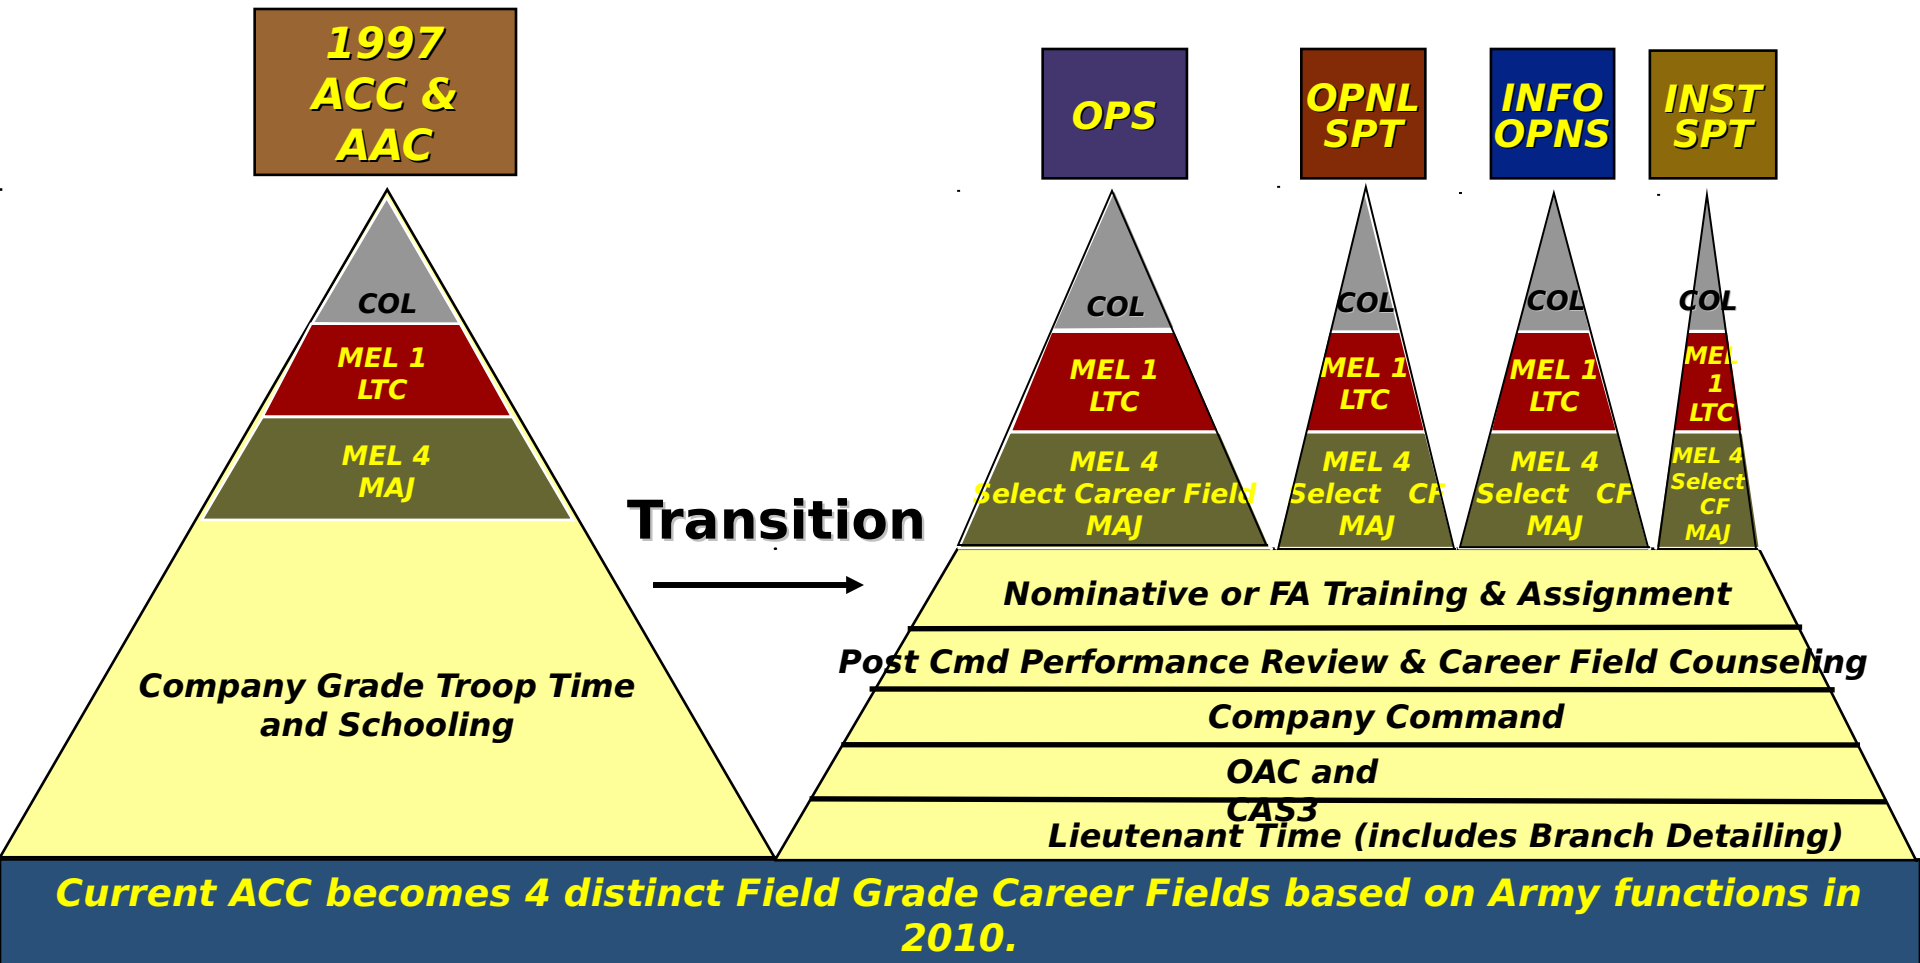 1997
ACC &
AAC
COL
MEL 1
LTC
MEL 4
MAJ
Company Grade Troop Time
and Schooling
Transition
OPS
COL
MEL 1
LTC
MEL 4
Select Career Field
MAJ
OPNL
SPT
COL
MEL 1
LTC
MEL 4
Select CF
MAJ
INFO
OPNS
COL
MEL 1
LTC
MEL 4
Select CF
MAJ
INST
SPT
COL
MEL
1
LTC
MEL 4
Select
CF
MAJ
Nominative or FA Training & Assignment
Post Cmd Performance Review & Career Field Counseling
Company Command
OAC and
CAS3
Lieutenant Time (includes Branch Detailing)
Current ACC becomes 4 distinct Field Grade Career Fields based on Army functions in
2010.